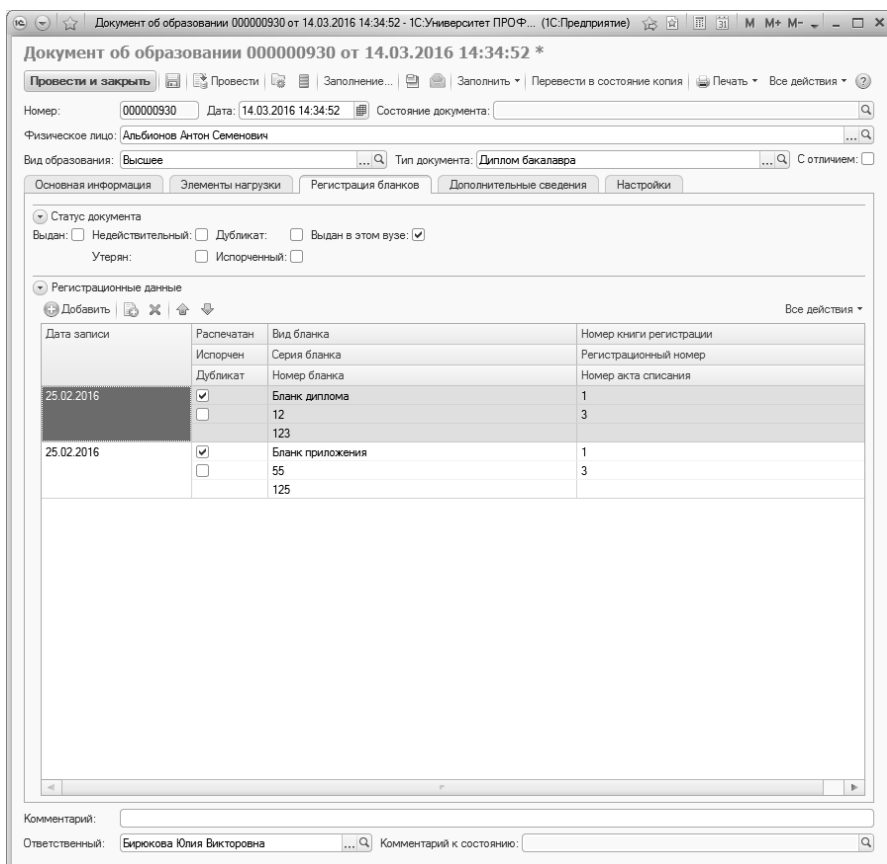 Документ об образовании 000000930 от 14.03.2016 14:34:52 - 1С:Университет ПРОФ... (1С:Предприятие) 31 M M+ M-
Документ об образовании 000000930 от 14.03.2016 14:34:52 *
Провести и закрыть Провести Заполнение... Заполнить Перевести в состояние копия Печать Все действия ?
Номер: 000000930 Дата: 14.03.2016 14:34:52 Состояние документа:
Физическое лицо: Альбионов Антон Семенович ...
Вид образования: Высшее ... Тип документа: Диплом бакалавра ... С отличием:
Основная информация Элементы нагрузки Регистрация бланков Дополнительные сведения Настройки
Статус документа
Выдан: Недействительный: Дубликат: Выдан в этом вузе:
Утерян: Испорченный:
Регистрационные данные
Добавить Все действия
Дата записи Распечатан Вид бланка Номер книги регистрации
Испорчен Серия бланка Регистрационный номер
Дубликат Номер бланка Номер акта списания
25.02.2016 Бланк диплома 1
12 3
123
25.02.2016 Бланк приложения 1
55 3
125
Комментарий:
Ответственный: Бирюкова Юлия Викторовна ... Комментарий к состоянию: